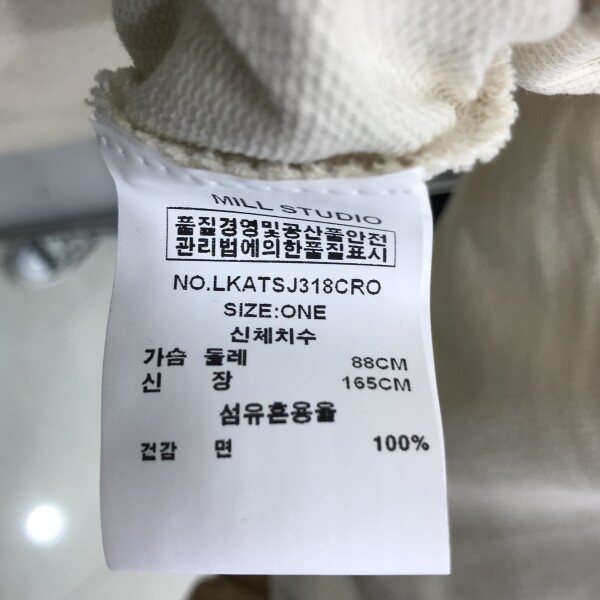 MILL STUDIO
품질경영및공산품안전
관리법에의한품질표시
NO.LKATSJ318CRO
SIZE:ONE
신체치수
가슴 둘레 88CM
신 장 165CM
섬유혼용율
건갑 면 100%